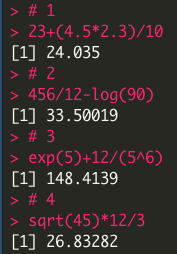 > # 1
> 23+(4.5*2.3)/10
[1] 24.035
> # 2
> 456/12-log(90)
[1] 33.50019
> # 3
> exp(5)+12/(5^6)
[1] 148.4139
> # 4
> sqrt(45)*12/3
[1] 26.83282